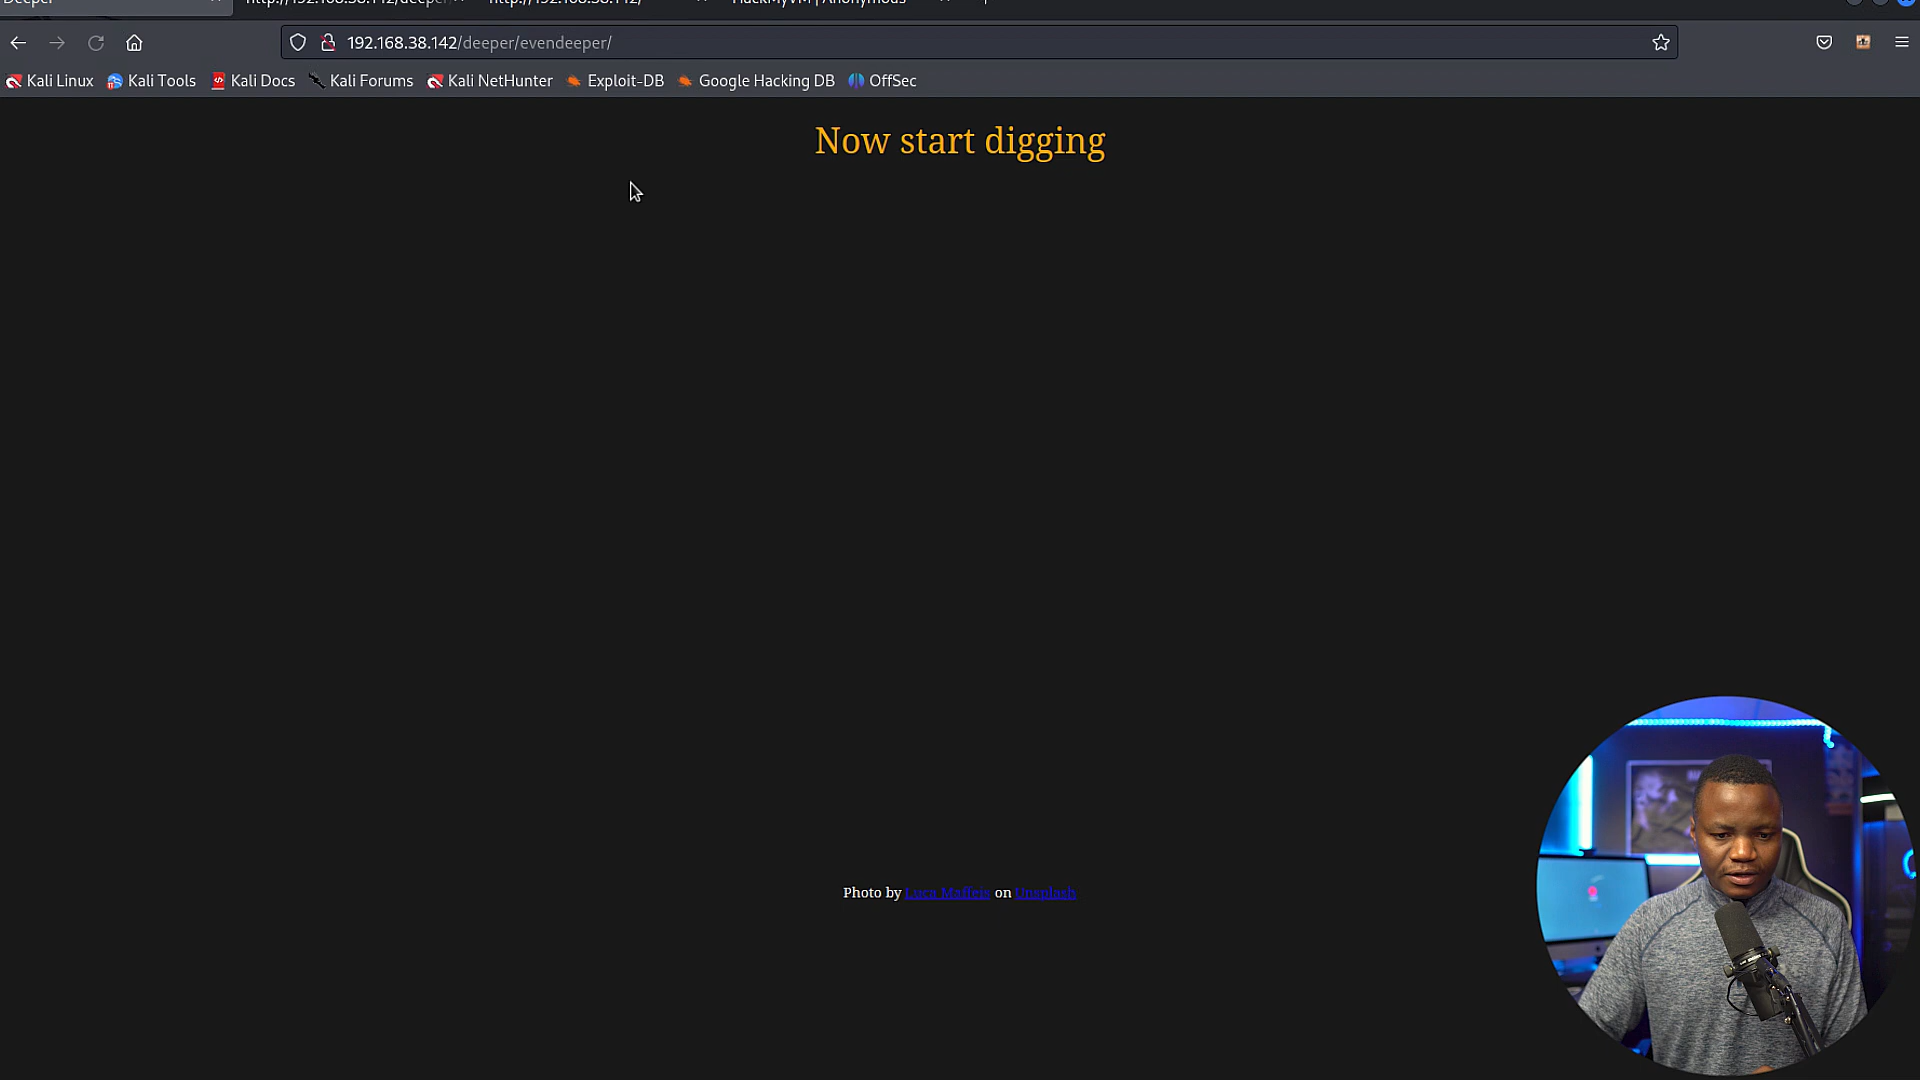 192.168.38.142/deeper/evendeeper/
Kali Linux Kali Tools Kali Docs Kali Forums Kali NetHunter Exploit-DB Google Hacking DB OffSec
Now start digging
Photo by Luca Maffeis on Unsplash